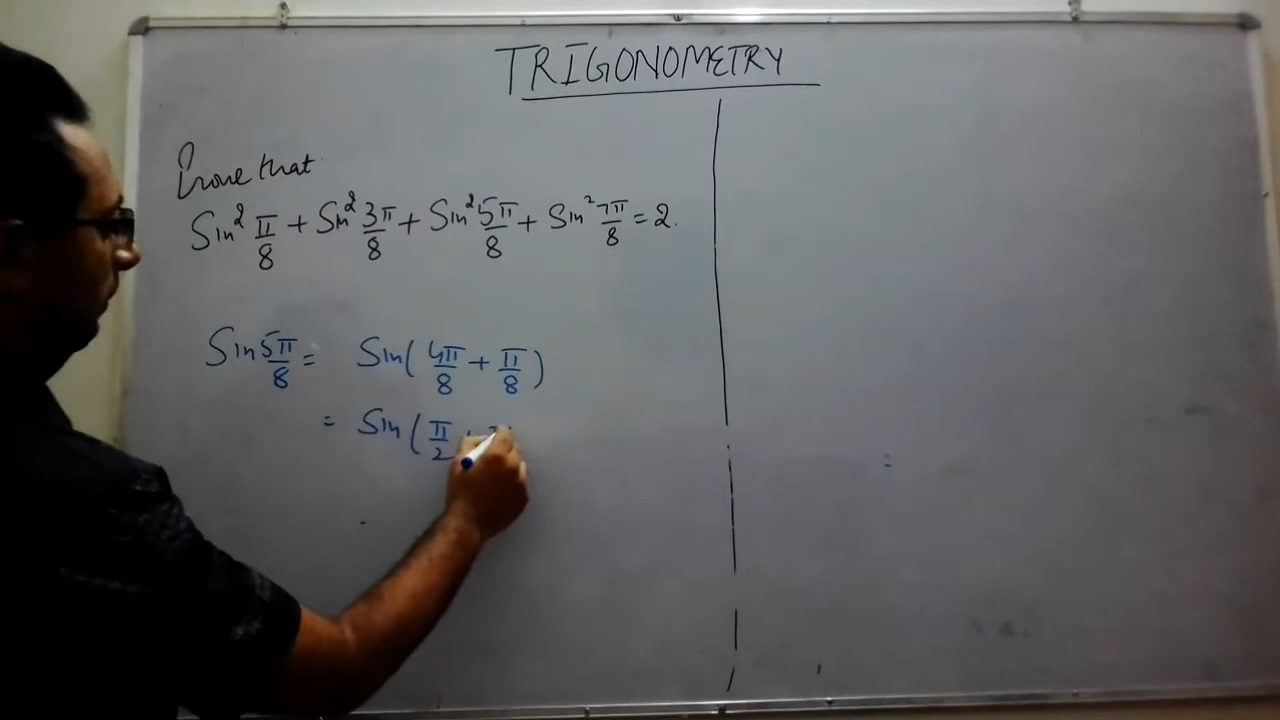 TRIGONOMETRY
Prove that
Sin² π/8 + Sin² 3π/8 + Sin² 5π/8 + Sin² 7π/8 = 2.
Sin 5π/8 = Sin( 4π/8 + π/8 )
= Sin ( π/2 +
=